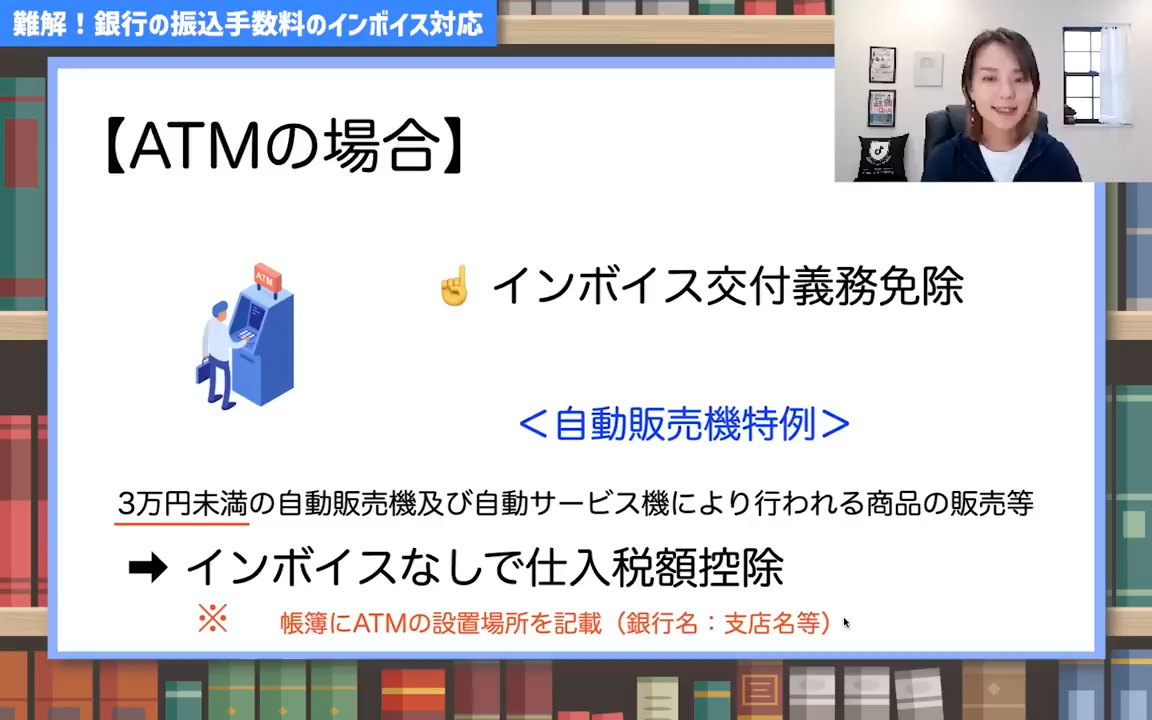 難解！銀行の振込手数料のインボイス対応
【ATMの場合】
ATM
☝ インボイス交付義務免除
＜自動販売機特例＞
3万円未満の自動販売機及び自動サービス機により行われる商品の販売等
➡ インボイスなしで仕入税額控除
※ 帳簿にATMの設置場所を記載（銀行名：支店名等）